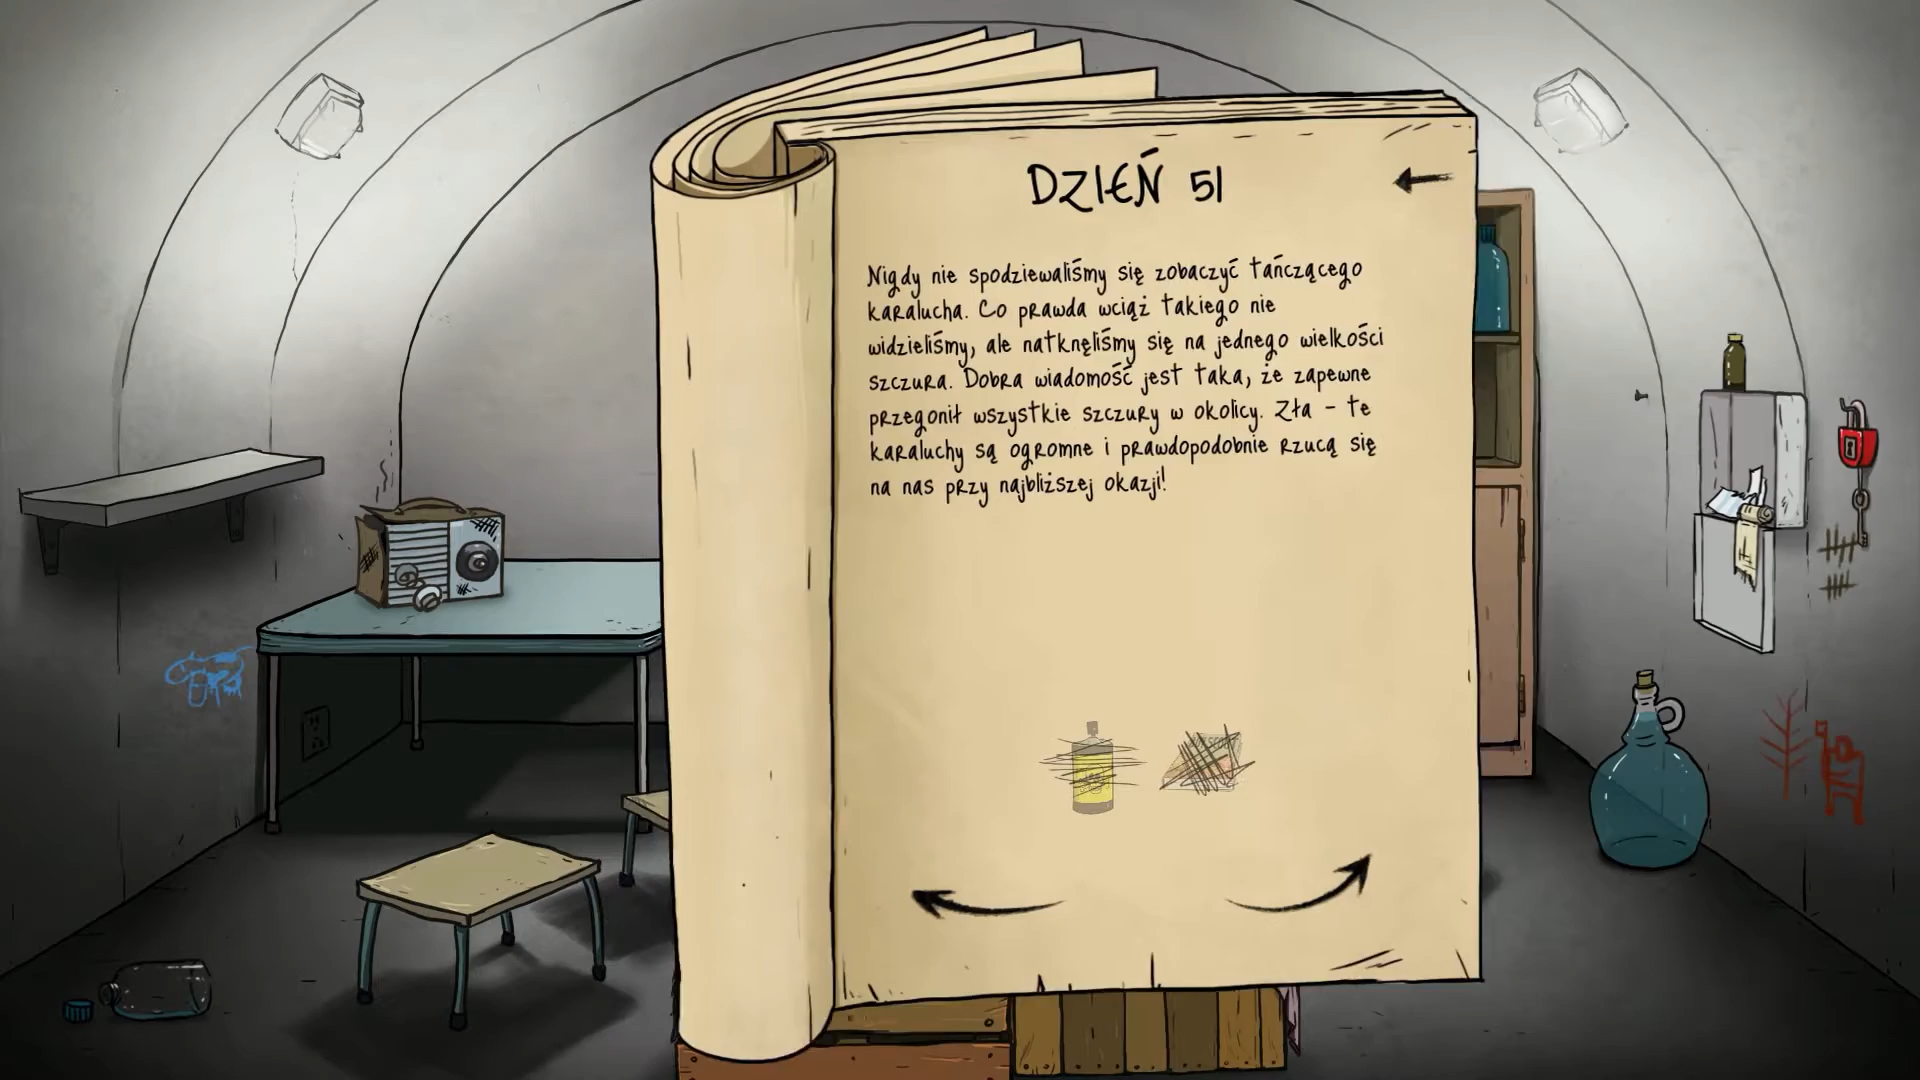 DZIEŃ 51
Nigdy nie spodziewaliśmy się zobaczyć tańczącego
karalucha. Co prawda wciąż takiego nie
widzieliśmy, ale natknęliśmy się na jednego wielkości
szczura. Dobra wiadomość jest taka, że zapewne
przegonił wszystkie szczury w okolicy. Zła - te
karaluchy są ogromne i prawdopodobnie rzucą się
na nas przy najbliższej okazji!